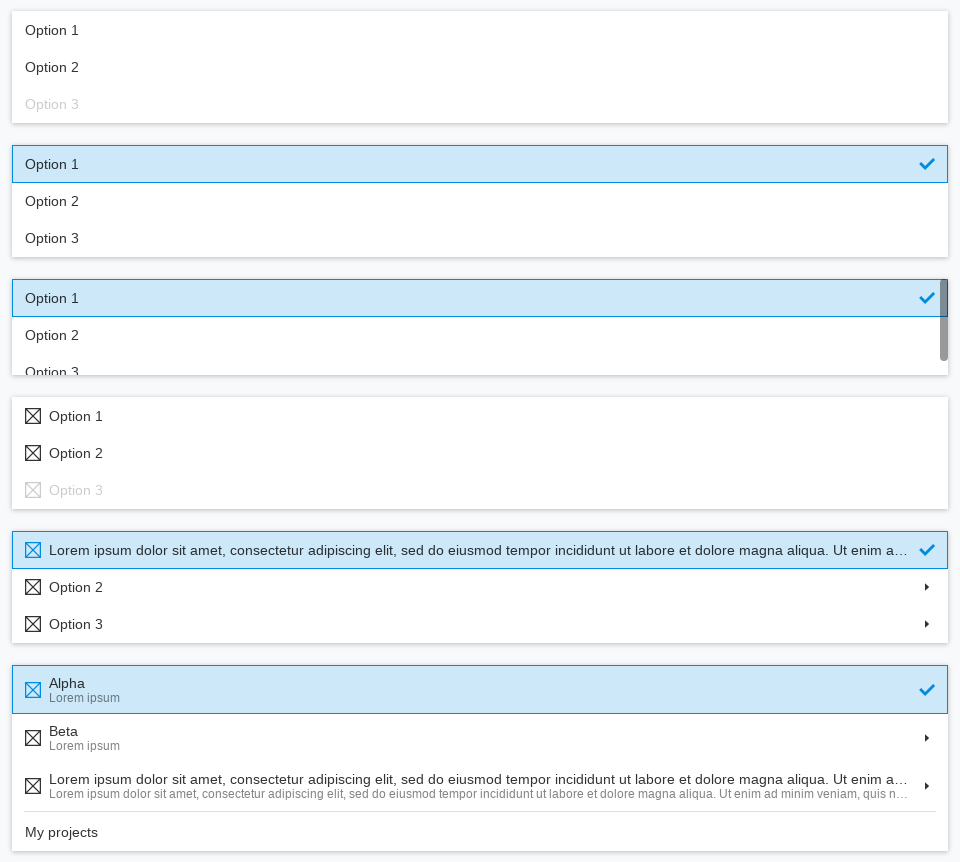 Option 1
Option 2
Option 3
Option 1
Option 2
Option 3
Option 1
Option 2
Option 3
Option 1
Option 2
Option 3
Lorem ipsum dolor sit amet, consectetur adipiscing elit, sed do eiusmod tempor incididunt ut labore et dolore magna aliqua. Ut enim a…
Option 2
Option 3
Alpha
Lorem ipsum
Beta
Lorem ipsum
Lorem ipsum dolor sit amet, consectetur adipiscing elit, sed do eiusmod tempor incididunt ut labore et dolore magna aliqua. Ut enim a…
Lorem ipsum dolor sit amet, consectetur adipiscing elit, sed do eiusmod tempor incididunt ut labore et dolore magna aliqua. Ut enim ad minim veniam, quis n…
My projects